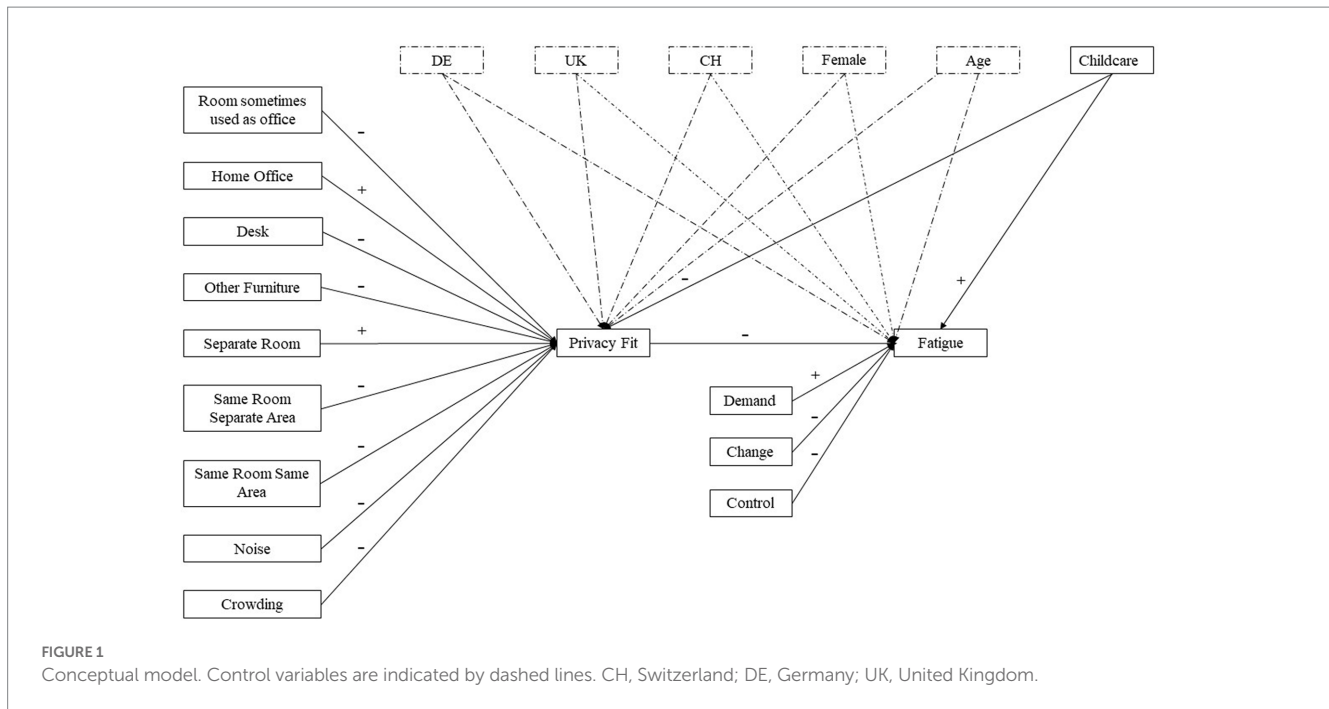 DE
UK
CH
Female
Age
Childcare
Room sometimes
used as office
-
Home Office
+
Desk
-
Other Furniture
-
-
+
Separate Room
+
Privacy Fit
-
Fatigue
Same Room
Separate Area
-
Demand
+
-
Change
-
Same Room Same
Area
-
Control
-
Noise
-
Crowding
FIGURE 1
Conceptual model. Control variables are indicated by dashed lines. CH, Switzerland; DE, Germany; UK, United Kingdom.